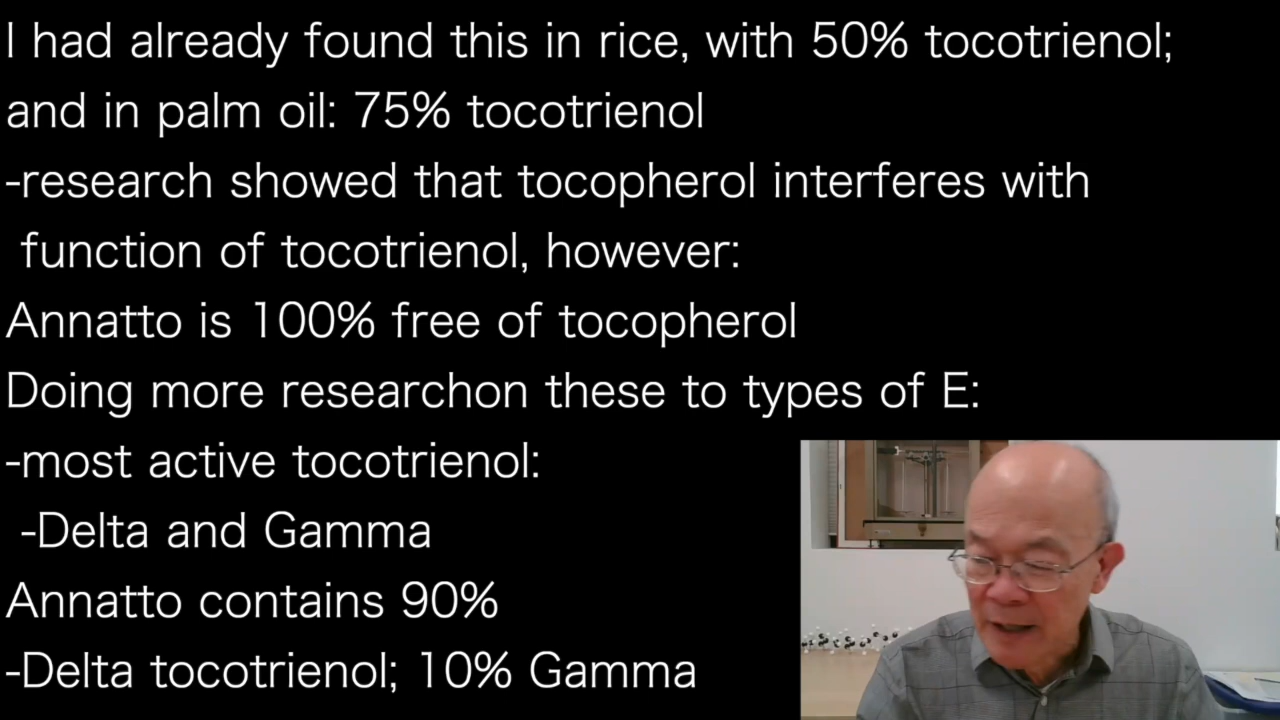 I had already found this in rice, with 50% tocotrienol;
and in palm oil: 75% tocotrienol
-research showed that tocopherol interferes with
function of tocotrienol, however:
Annatto is 100% free of tocopherol
Doing more researchon these to types of E:
-most active tocotrienol:
-Delta and Gamma
Annatto contains 90%
-Delta tocotrienol; 10% Gamma